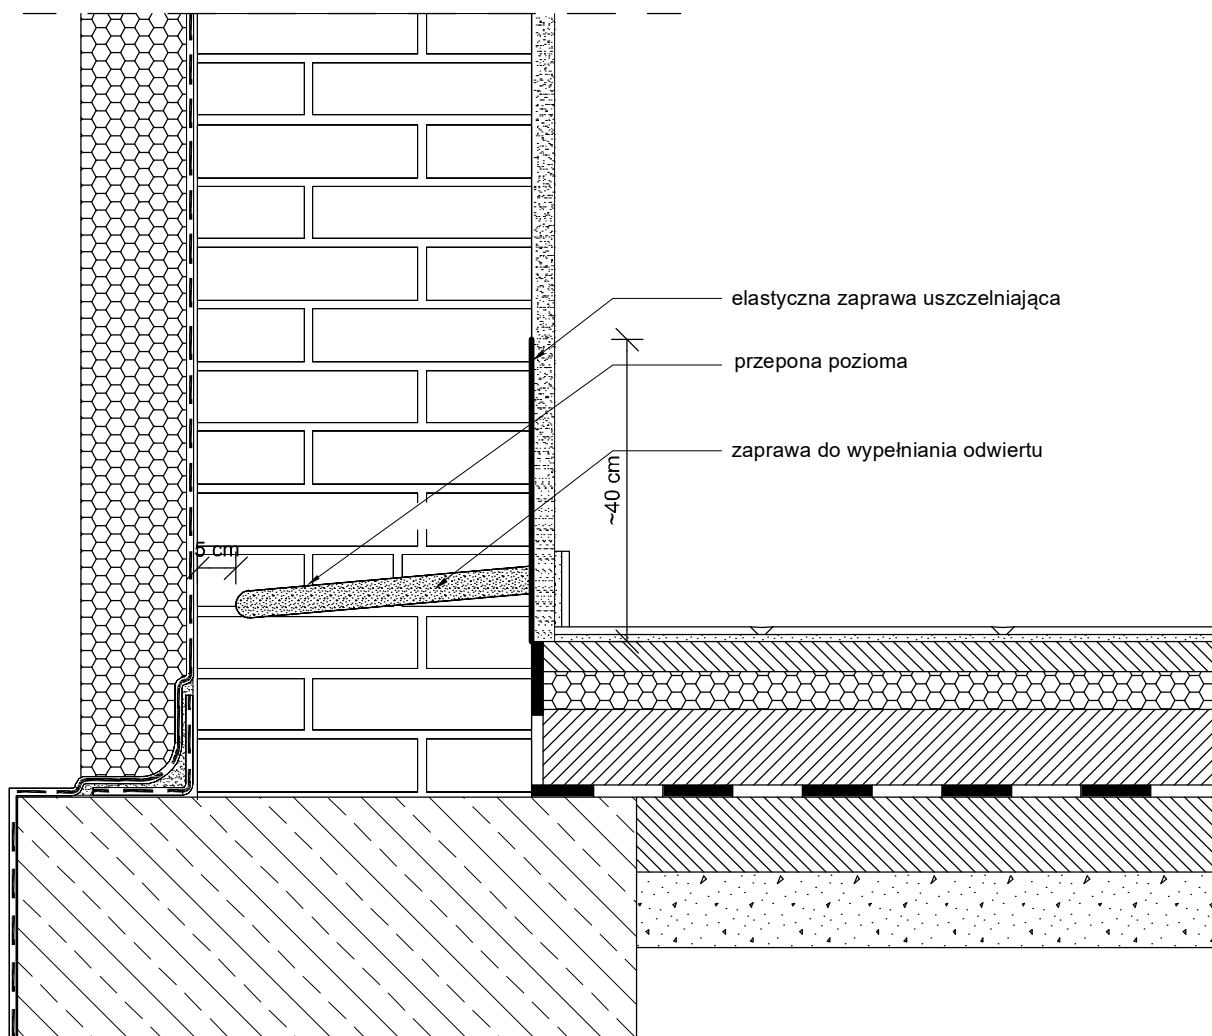 elastyczna zaprawa uszczelniająca
przepona pozioma
zaprawa do wypełniania odwiertu
~40 cm
5 cm